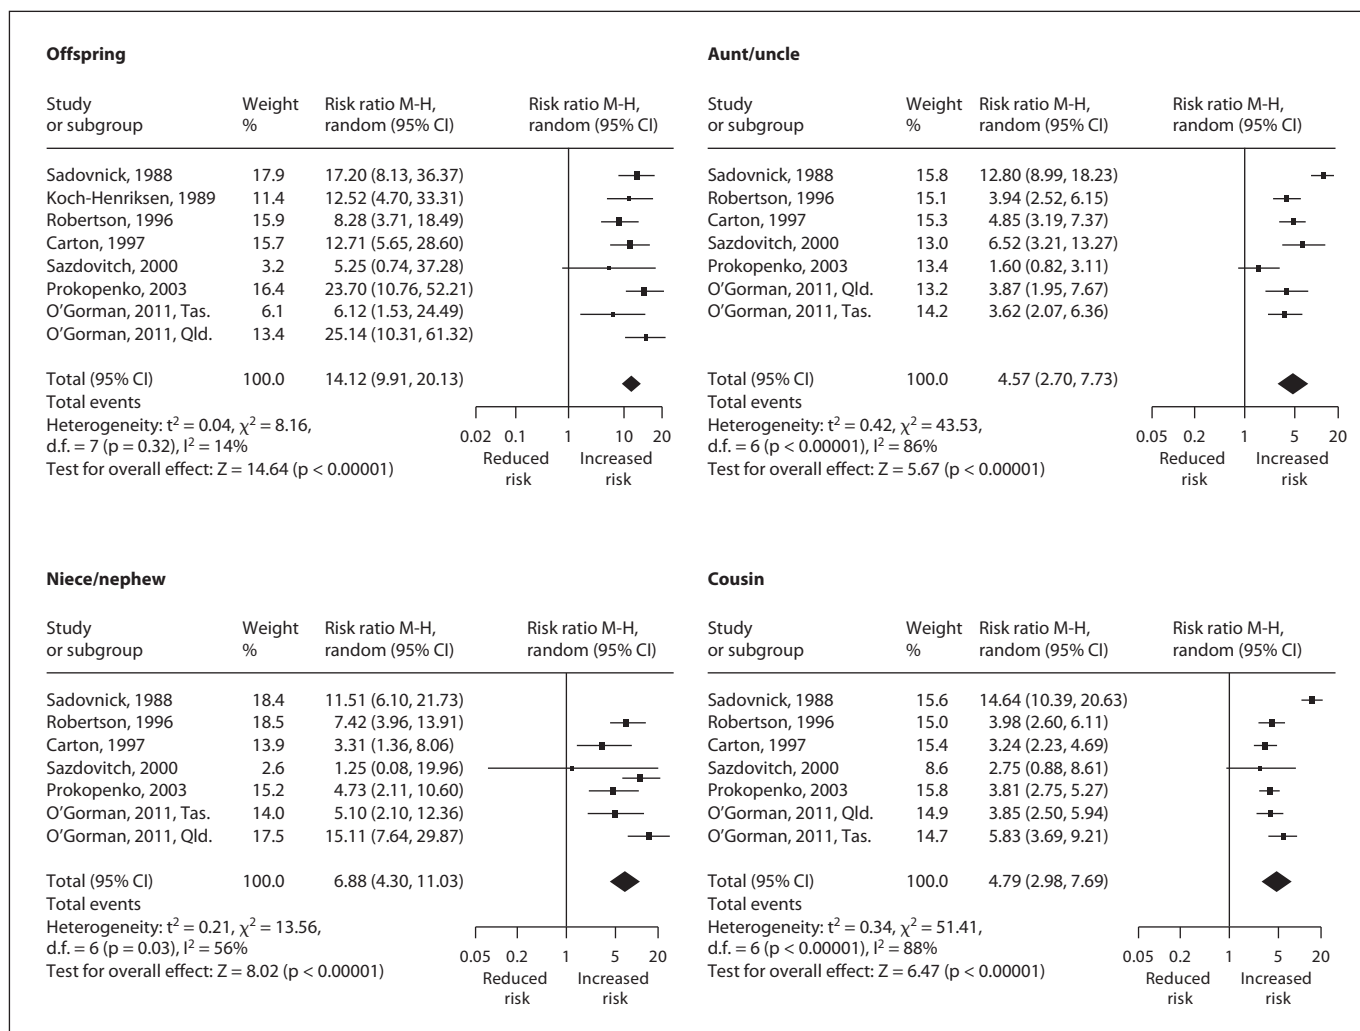 Offspring
Study Weight Risk ratio M-H, Risk ratio M-H,
or subgroup % random (95% CI) random (95% CI)
Sadovnick, 1988 17.9 17.20 (8.13, 36.37)
Koch-Henriksen, 1989 11.4 12.52 (4.70, 33.31)
Robertson, 1996 15.9 8.28 (3.71, 18.49)
Carton, 1997 15.7 12.71 (5.65, 28.60)
Sazdovitch, 2000 3.2 5.25 (0.74, 37.28)
Prokopenko, 2003 16.4 23.70 (10.76, 52.21)
O'Gorman, 2011, Tas. 6.1 6.12 (1.53, 24.49)
O'Gorman, 2011, Qld. 13.4 25.14 (10.31, 61.32)
Total (95% CI) 100.0 14.12 (9.91, 20.13)
Total events
Heterogeneity: t² = 0.04, χ² = 8.16,
d.f. = 7 (p = 0.32), I² = 14%
Test for overall effect: Z = 14.64 (p < 0.00001)
0.02 0.1 1 10 20
Reduced Increased
risk risk
Aunt/uncle
Study Weight Risk ratio M-H, Risk ratio M-H,
or subgroup % random (95% CI) random (95% CI)
Sadovnick, 1988 15.8 12.80 (8.99, 18.23)
Robertson, 1996 15.1 3.94 (2.52, 6.15)
Carton, 1997 15.3 4.85 (3.19, 7.37)
Sazdovitch, 2000 13.0 6.52 (3.21, 13.27)
Prokopenko, 2003 13.4 1.60 (0.82, 3.11)
O'Gorman, 2011, Qld. 13.2 3.87 (1.95, 7.67)
O'Gorman, 2011, Tas. 14.2 3.62 (2.07, 6.36)
Total (95% CI) 100.0 4.57 (2.70, 7.73)
Total events
Heterogeneity: t² = 0.42, χ² = 43.53,
d.f. = 6 (p < 0.00001), I² = 86%
Test for overall effect: Z = 5.67 (p < 0.00001)
0.05 0.2 1 5 20
Reduced Increased
risk risk
Niece/nephew
Study Weight Risk ratio M-H, Risk ratio M-H,
or subgroup % random (95% CI) random (95% CI)
Sadovnick, 1988 18.4 11.51 (6.10, 21.73)
Robertson, 1996 18.5 7.42 (3.96, 13.91)
Carton, 1997 13.9 3.31 (1.36, 8.06)
Sazdovitch, 2000 2.6 1.25 (0.08, 19.96)
Prokopenko, 2003 15.2 4.73 (2.11, 10.60)
O'Gorman, 2011, Tas. 14.0 5.10 (2.10, 12.36)
O'Gorman, 2011, Qld. 17.5 15.11 (7.64, 29.87)
Total (95% CI) 100.0 6.88 (4.30, 11.03)
Total events
Heterogeneity: t² = 0.21, χ² = 13.56,
d.f. = 6 (p = 0.03), I² = 56%
Test for overall effect: Z = 8.02 (p < 0.00001)
0.05 0.2 1 5 20
Reduced Increased
risk risk
Cousin
Study Weight Risk ratio M-H, Risk ratio M-H,
or subgroup % random (95% CI) random (95% CI)
Sadovnick, 1988 15.6 14.64 (10.39, 20.63)
Robertson, 1996 15.0 3.98 (2.60, 6.11)
Carton, 1997 15.4 3.24 (2.23, 4.69)
Sazdovitch, 2000 8.6 2.75 (0.88, 8.61)
Prokopenko, 2003 15.8 3.81 (2.75, 5.27)
O'Gorman, 2011, Qld. 14.9 3.85 (2.50, 5.94)
O'Gorman, 2011, Tas. 14.7 5.83 (3.69, 9.21)
Total (95% CI) 100.0 4.79 (2.98, 7.69)
Total events
Heterogeneity: t² = 0.34, χ² = 51.41,
d.f. = 6 (p < 0.00001), I² = 88%
Test for overall effect: Z = 6.47 (p < 0.00001)
0.05 0.2 1 5 20
Reduced Increased
risk risk